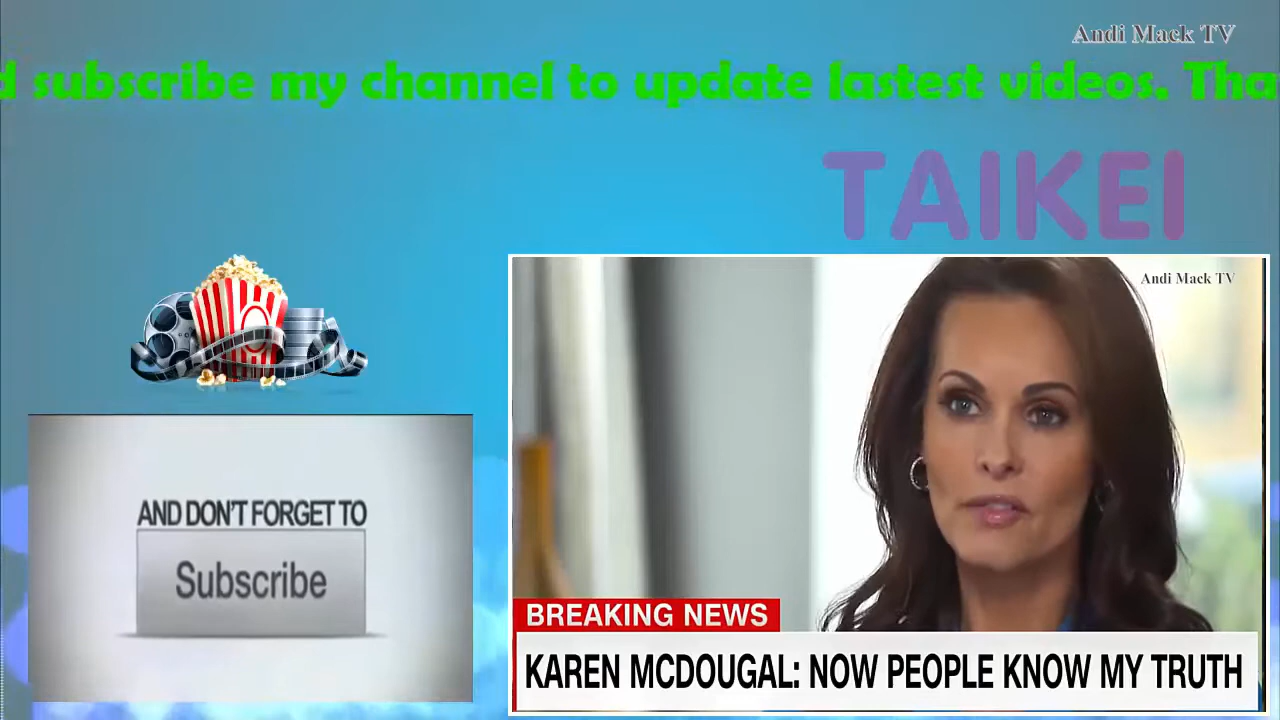 Andi Mack TV
d subscribe my channel to update lastest videos. Tha
TAIKEI
Andi Mack TV
AND DON'T FORGET TO
Subscribe
BREAKING NEWS
KAREN MCDOUGAL: NOW PEOPLE KNOW MY TRUTH